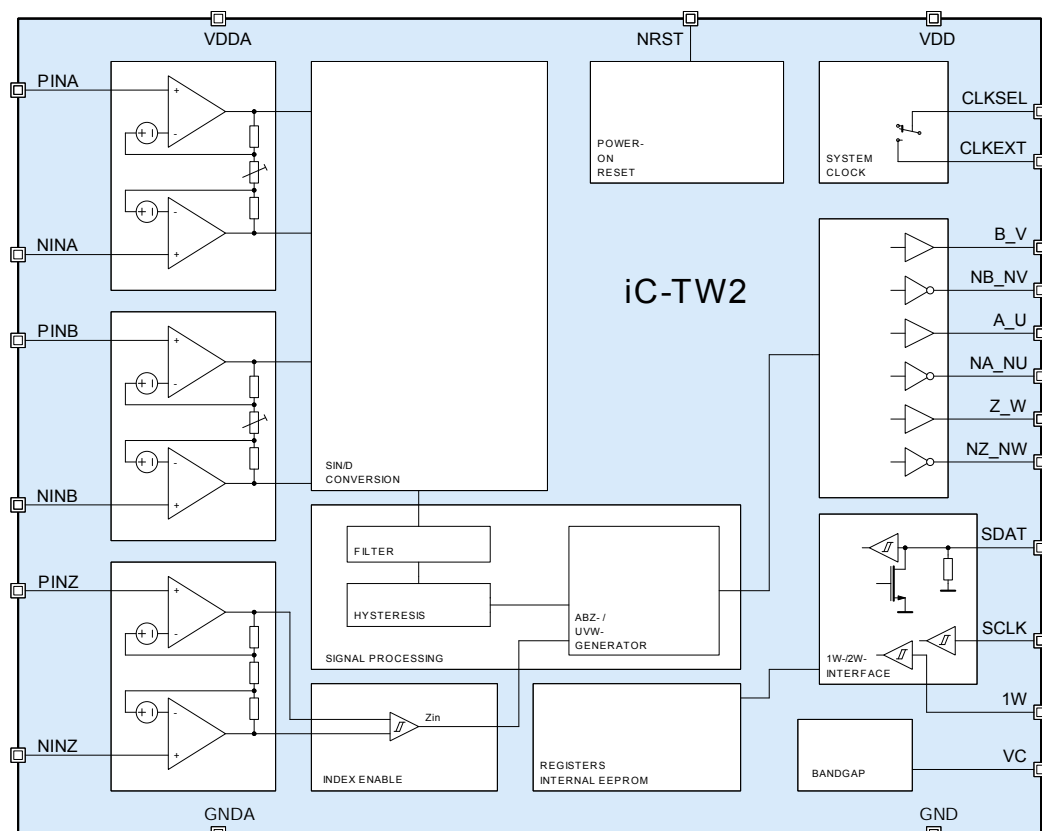 VDDA
NRST
VDD
PINA
NINA
PINB
NINB
PINZ
NINZ
+
-
+
-
+
-
+
-
+
-
+
-
SIN/D
CONVERSION
POWER-
ON
RESET
SYSTEM
CLOCK
CLKSEL
CLKEXT
iC-TW2
B_V
NB_NV
A_U
NA_NU
Z_W
NZ_NW
FILTER
HYSTERESIS
ABZ- /
UVW-
GENERATOR
SIGNAL PROCESSING
SDAT
SCLK
1W-/2W-
INTERFACE
1W
Zin
INDEX ENABLE
REGISTERS
INTERNAL EEPROM
BANDGAP
VC
GNDA
GND